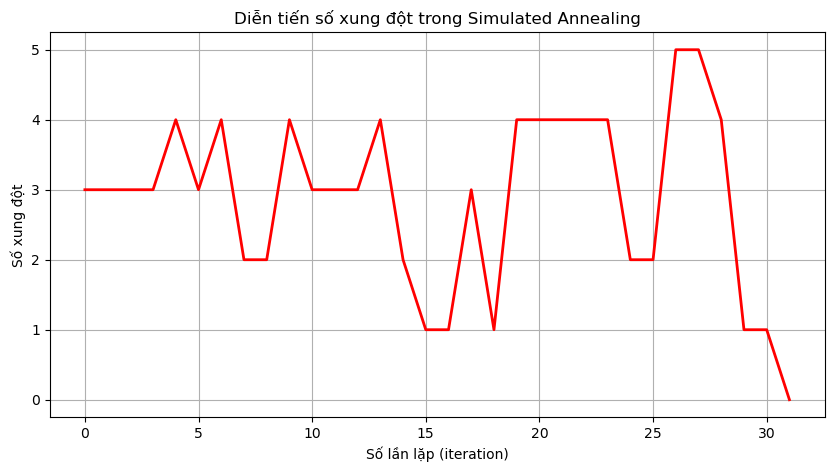 Diễn tiến số xung đột trong Simulated Annealing
Số xung đột
5
4
3
2
1
0
0 5 10 15 20 25 30
Số lần lặp (iteration)